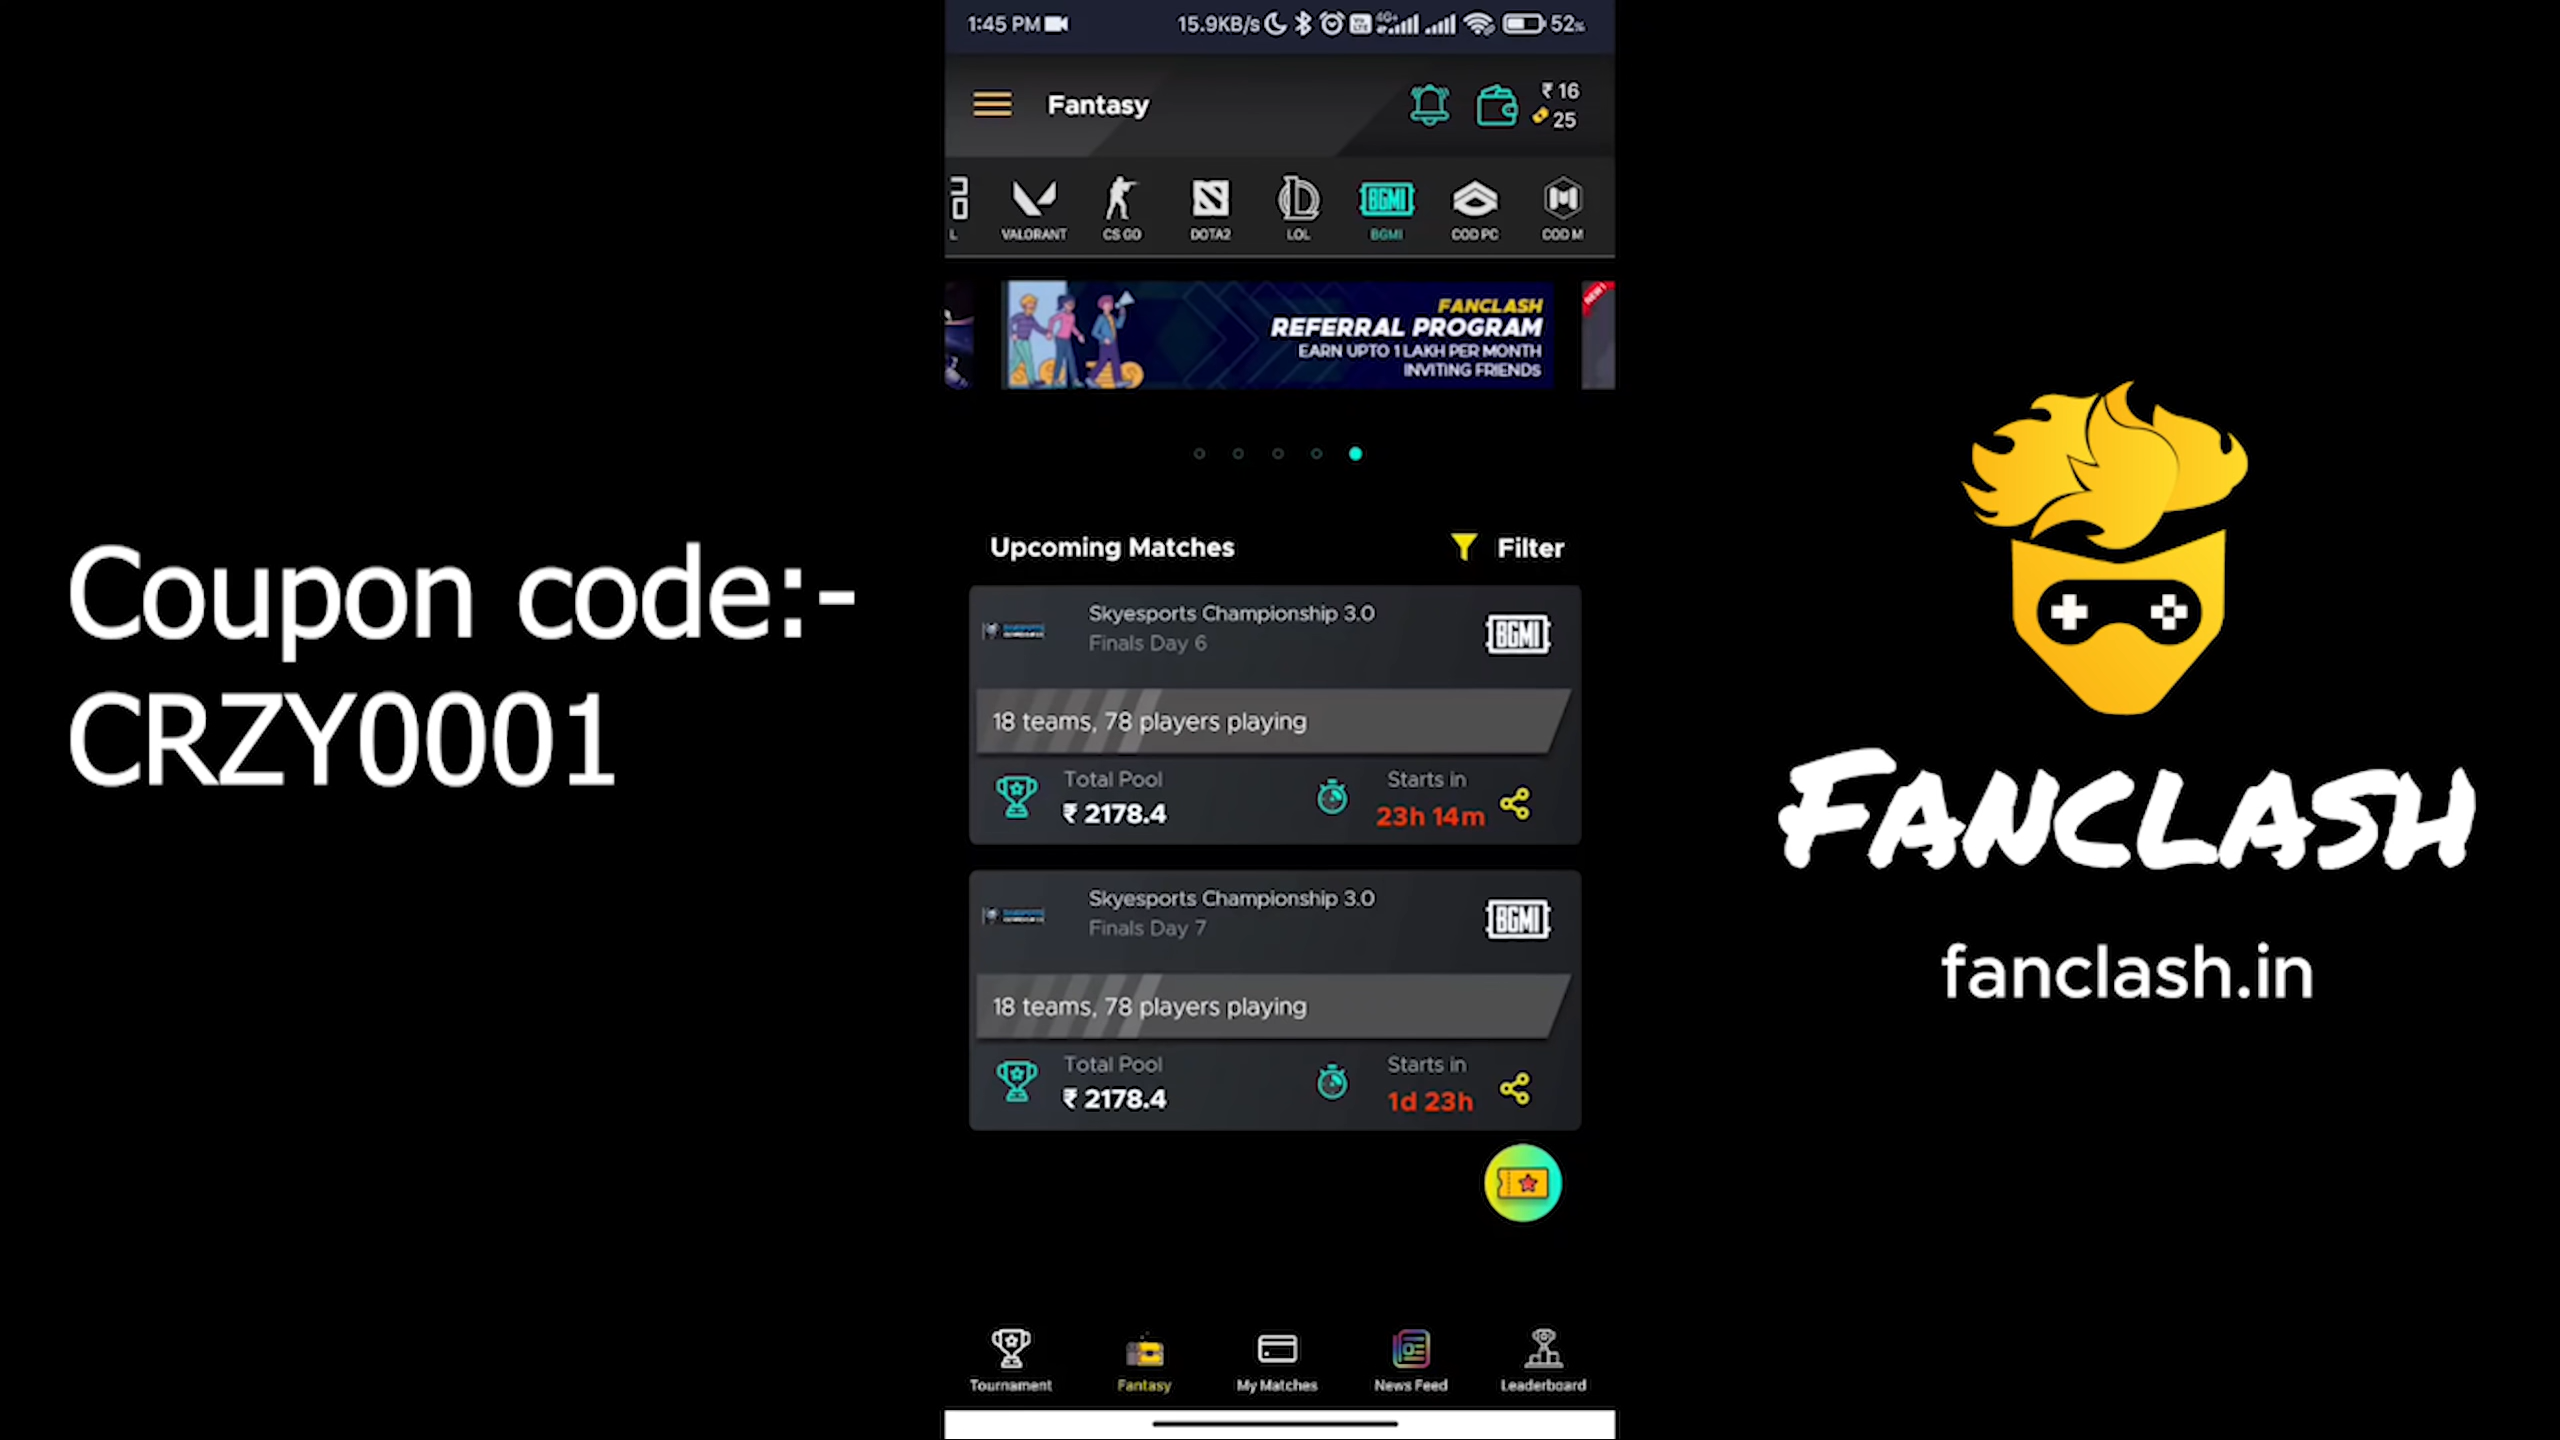 Coupon code:-
CRZY0001
1:45 PM
15.9KB/s
4G+
52%
Fantasy
₹ 16
25
L
VALORANT
CS GO
DOTA2
LOL
BGMI
BGMI
COD PC
COD M
FANCLASH
REFERRAL PROGRAM
EARN UPTO 1 LAKH PER MONTH
INVITING FRIENDS
NEW!
Upcoming Matches
Filter
Skyesports Championship 3.0
Finals Day 6
BGMI
18 teams, 78 players playing
Total Pool
₹ 2178.4
Starts in
23h 14m
Skyesports Championship 3.0
Finals Day 7
BGMI
18 teams, 78 players playing
Total Pool
₹ 2178.4
Starts in
1d 23h
Tournament
Fantasy
My Matches
News Feed
Leaderboard
FANCLASH
fanclash.in